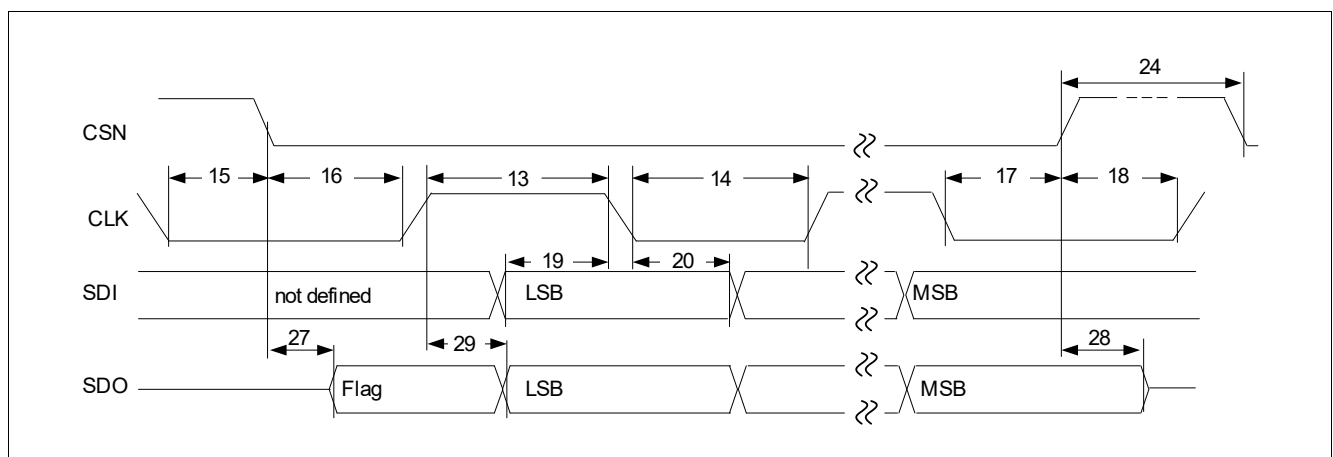 24
CSN
15 16 13 14 17 18
CLK
19 20
SDI not defined LSB MSB
27 29 28
SDO Flag LSB MSB